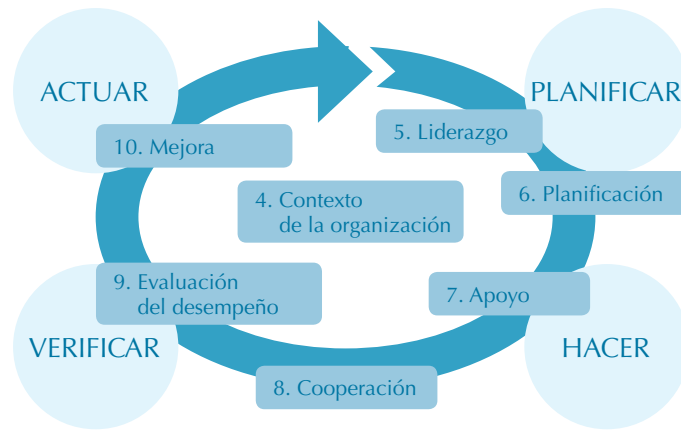 ACTUAR
PLANIFICAR
5. Liderazgo
10. Mejora
6. Planificación
4. Contexto
de la organización
9. Evaluación
del desempeño
7. Apoyo
VERIFICAR
HACER
8. Cooperación